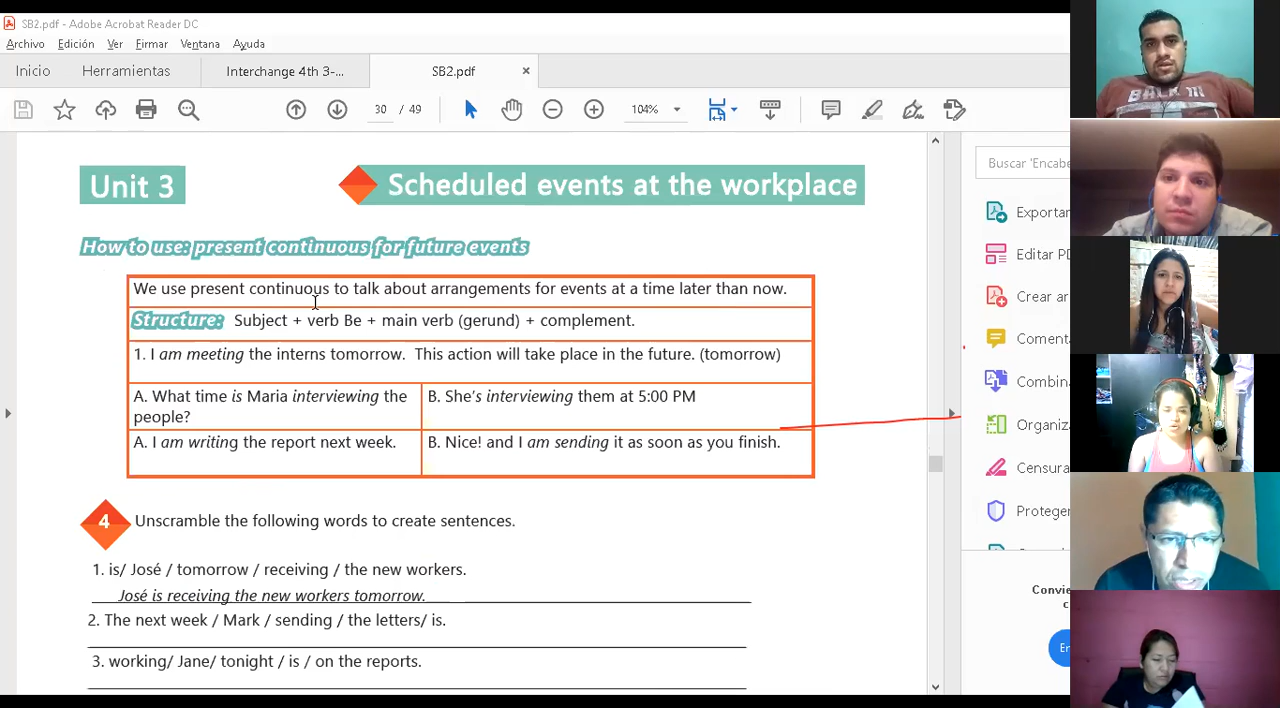 SB2.pdf - Adobe Acrobat Reader DC
Archivo Edición Ver Firmar Ventana Ayuda
Inicio Herramientas Interchange 4th 3-... SB2.pdf ×
30 / 49 104%
Unit 3 Scheduled events at the workplace
Buscar 'Encabe
How to use: present continuous for future events
We use present continuous to talk about arrangements for events at a time later than now.
Structure: Subject + verb Be + main verb (gerund) + complement.
1. I am meeting the interns tomorrow. This action will take place in the future. (tomorrow)
A. What time is Maria interviewing the people?
B. She's interviewing them at 5:00 PM
A. I am writing the report next week.
B. Nice! and I am sending it as soon as you finish.
4 Unscramble the following words to create sentences.
1. is/ José / tomorrow / receiving / the new workers.
José is receiving the new workers tomorrow.
2. The next week / Mark / sending / the letters/ is.
3. working/ Jane/ tonight / is / on the reports.
Exportar
Editar PD
Crear ar
Comenta
Combin
Organiza
Censura
Proteger
Convie
c
En
BALK III